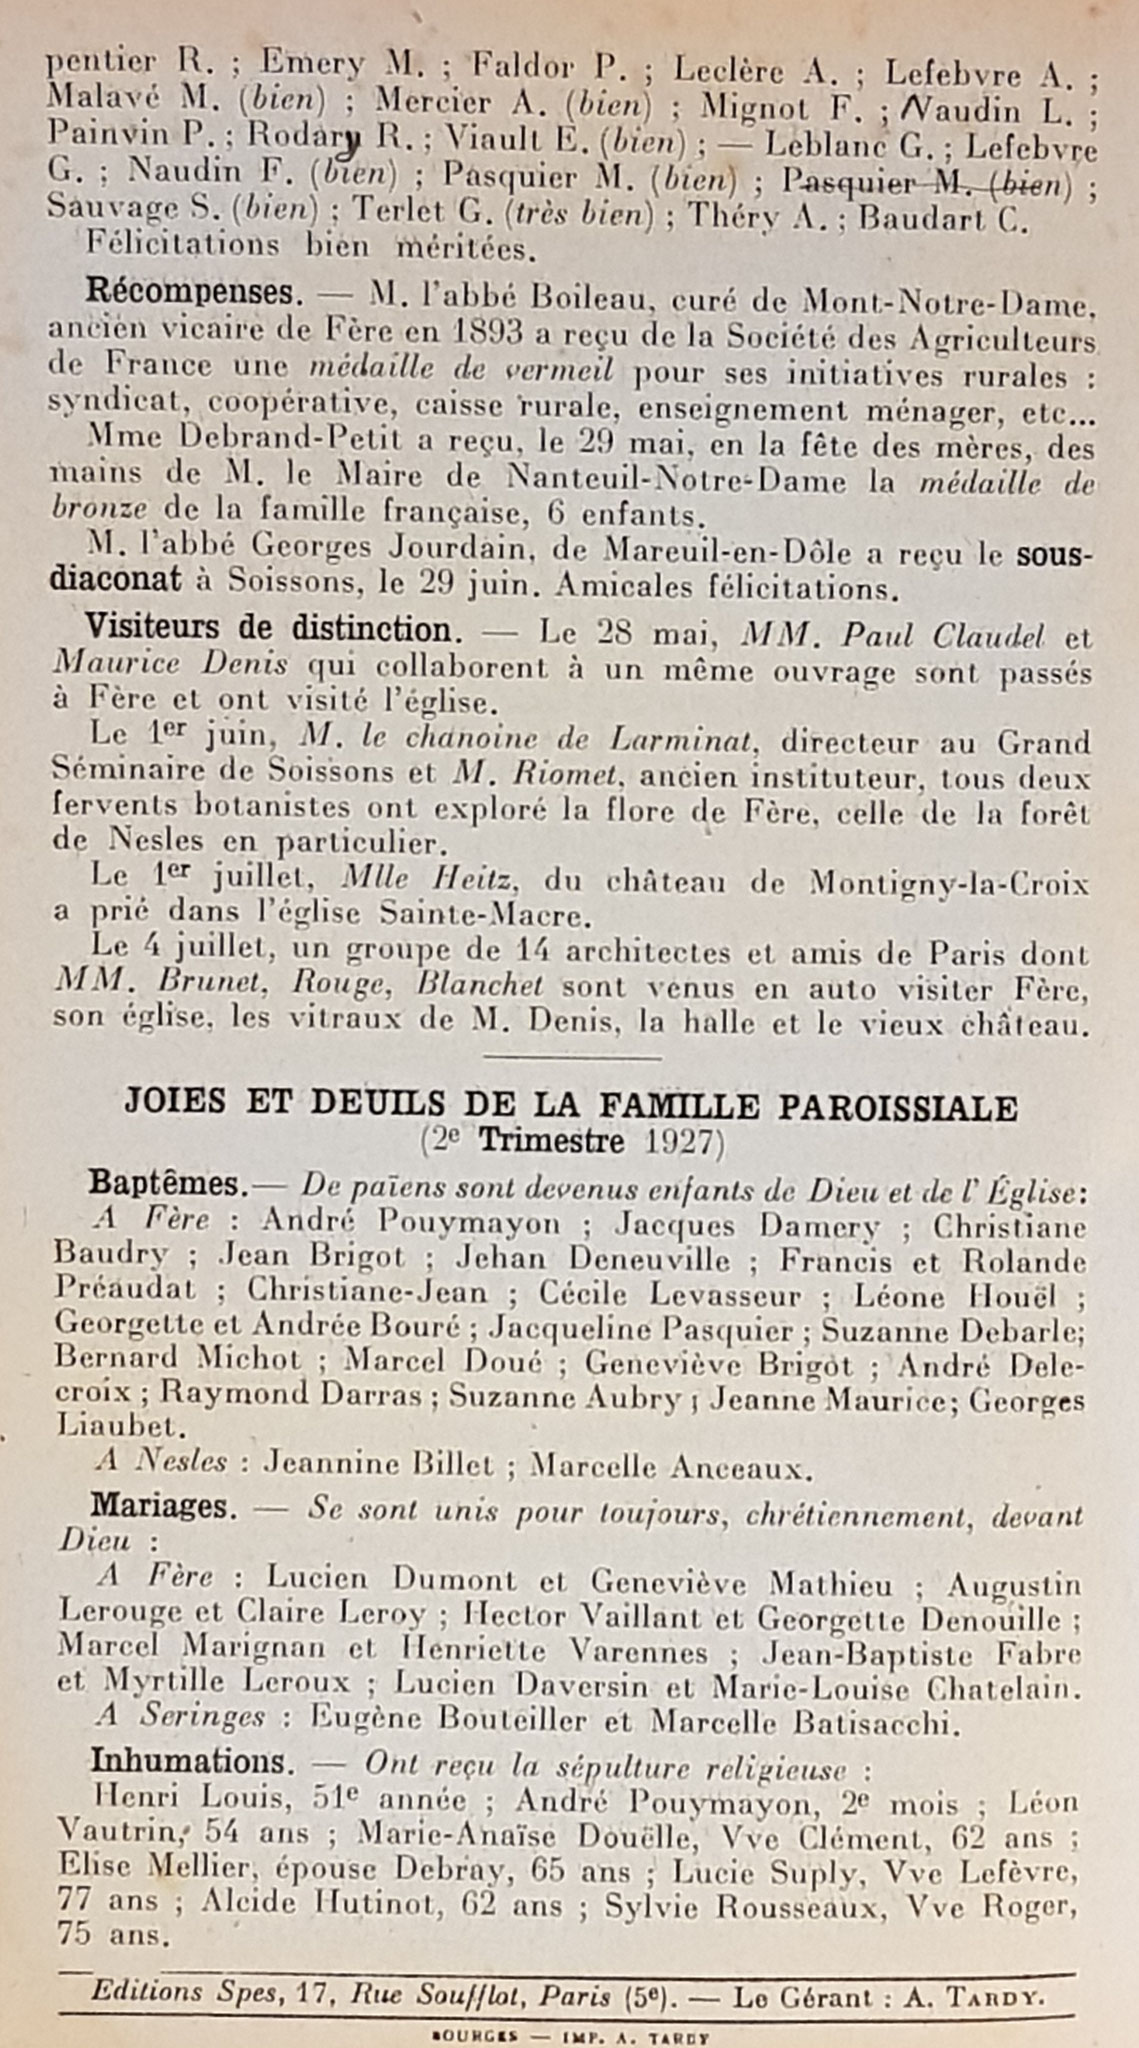 pentier R. ; Emery M. ; Faldor P. ; Leclère A. ; Lefebvre A. ;
Malavé M. (bien) ; Mercier A. (bien) ; Mignot F. ; Naudin L. ;
Painvin P. ; Rodary R. ; Viault E. (bien) ; — Leblanc G. ; Lefebvre
G. ; Naudin F. (bien) ; Pasquier M. (bien) ; Pasquier M. (bien) ;
Sauvage S. (bien) ; Terlet G. (très bien) ; Théry A. ; Baudart C.
Félicitations bien méritées.
Récompenses. — M. l'abbé Boileau, curé de Mont-Notre-Dame,
ancien vicaire de Fère en 1893 a reçu de la Société des Agriculteurs
de France une médaille de vermeil pour ses initiatives rurales :
syndicat, coopérative, caisse rurale, enseignement ménager, etc...
Mme Debrand-Petit a reçu, le 29 mai, en la fête des mères, des
mains de M. le Maire de Nanteuil-Notre-Dame la médaille de
bronze de la famille française, 6 enfants.
M. l'abbé Georges Jourdain, de Mareuil-en-Dôle a reçu le sous-
diaconat à Soissons, le 29 juin. Amicales félicitations.
Visiteurs de distinction. — Le 28 mai, MM. Paul Claudel et
Maurice Denis qui collaborent à un même ouvrage sont passés
à Fère et ont visité l'église.
Le 1er juin, M. le chanoine de Larminat, directeur au Grand
Séminaire de Soissons et M. Riomet, ancien instituteur, tous deux
fervents botanistes ont exploré la flore de Fère, celle de la forêt
de Nesles en particulier.
Le 1er juillet, Mlle Heitz, du château de Montigny-la-Croix
a prié dans l'église Sainte-Macre.
Le 4 juillet, un groupe de 14 architectes et amis de Paris dont
MM. Brunet, Rouge, Blanchet sont venus en auto visiter Fère,
son église, les vitraux de M. Denis, la halle et le vieux château.
JOIES ET DEUILS DE LA FAMILLE PAROISSIALE
(2e Trimestre 1927)
Baptêmes.— De païens sont devenus enfants de Dieu et de l'Église:
A Fère : André Pouymayon ; Jacques Damery ; Christiane
Baudry ; Jean Brigot ; Jehan Deneuville ; Francis et Rolande
Préaudat ; Christiane-Jean ; Cécile Levasseur ; Léone Houël ;
Georgette et Andrée Bouré ; Jacqueline Pasquier ; Suzanne Debarle;
Bernard Michot ; Marcel Doué ; Geneviève Brigot ; André Dele-
croix ; Raymond Darras ; Suzanne Aubry ; Jeanne Maurice; Georges
Liaubet.
A Nesles : Jeannine Billet ; Marcelle Anceaux.
Mariages. — Se sont unis pour toujours, chrétiennement, devant
Dieu :
A Fère : Lucien Dumont et Geneviève Mathieu ; Augustin
Lerouge et Claire Leroy ; Hector Vaillant et Georgette Denouille ;
Marcel Marignan et Henriette Varennes ; Jean-Baptiste Fabre
et Myrtille Leroux ; Lucien Daversin et Marie-Louise Chatelain.
A Seringes : Eugène Bouteiller et Marcelle Batisacchi.
Inhumations. — Ont reçu la sépulture religieuse :
Henri Louis, 51e année ; André Pouymayon, 2e mois ; Léon
Vautrin, 54 ans ; Marie-Anaïse Douëlle, Vve Clément, 62 ans ;
Elise Mellier, épouse Debray, 65 ans ; Lucie Suply, Vve Lefèvre,
77 ans ; Alcide Hutinot, 62 ans ; Sylvie Rousseaux, Vve Roger,
75 ans.
Editions Spes, 17, Rue Soufflot, Paris (5e). — Le Gérant : A. TARDY.
BOURGES — IMP. A. TARDY